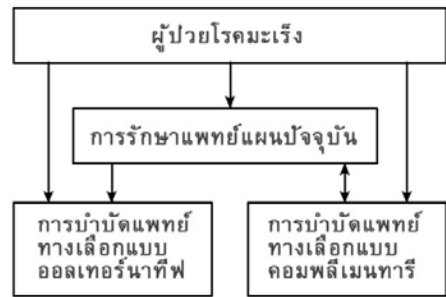 ผู้ป่วยโรคมะเร็ง
การรักษาแพทย์แผนปัจจุบัน
การบำบัดแพทย์
ทางเลือกแบบ
ออลเทอร์นาทีฟ
การบำบัดแพทย์
ทางเลือกแบบ
คอมพลีเมนทารี